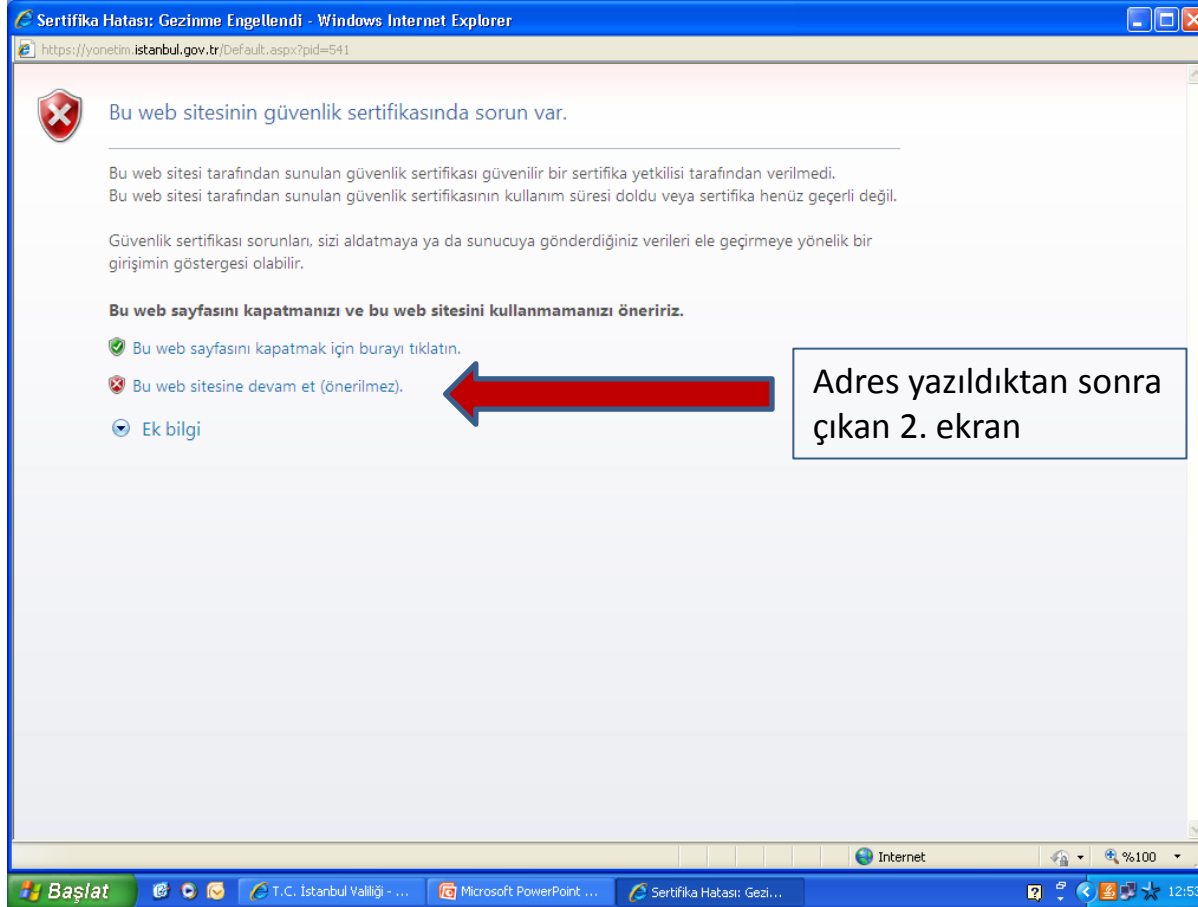 Sertifika Hatası: Gezinme Engellendi - Windows Internet Explorer
https://yonetim.istanbul.gov.tr/Default.aspx?pid=541
Bu web sitesinin güvenlik sertifikasında sorun var.
Bu web sitesi tarafından sunulan güvenlik sertifikası güvenilir bir sertifika yetkilisi tarafından verilmedi.
Bu web sitesi tarafından sunulan güvenlik sertifikasının kullanım süresi doldu veya sertifika henüz geçerli değil.
Güvenlik sertifikası sorunları, sizi aldatmaya ya da sunucuya gönderdiğiniz verileri ele geçirmeye yönelik bir
girişimin göstergesi olabilir.
Bu web sayfasını kapatmanızı ve bu web sitesini kullanmamanızı öneririz.
Bu web sayfasını kapatmak için burayı tıklatın.
Bu web sitesine devam et (önerilmez).
Ek bilgi
Adres yazıldıktan sonra
çıkan 2. ekran
Internet
%100
Başlat
T.C. İstanbul Valiliği - ...
Microsoft PowerPoint ...
Sertifika Hatası: Gezi...
12:53